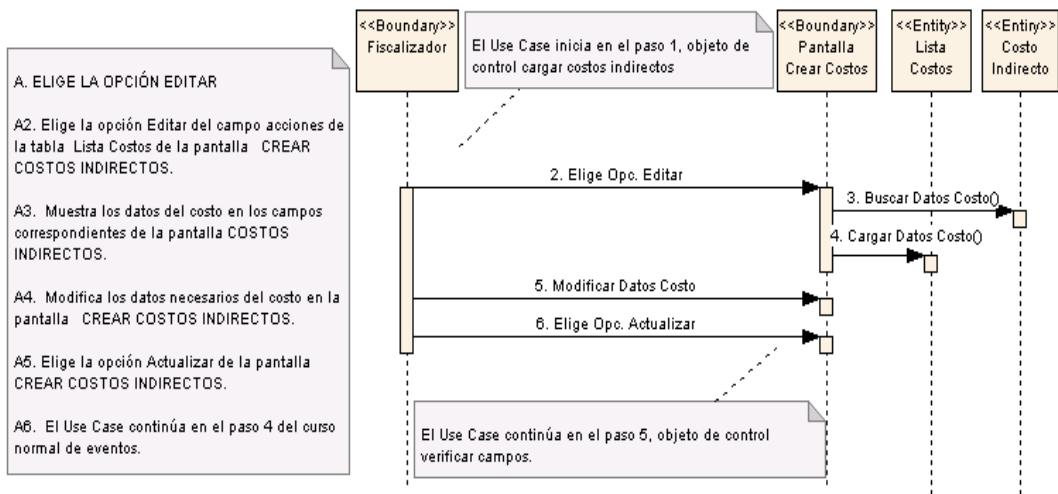 <<Boundary>>
Fiscalizador
El Use Case inicia en el paso 1, objeto de
control cargar costos indirectos
<<Boundary>>
Pantalla
Crear Costos
<<Entity>>
Lista
Costos
<<Entiry>>
Costo
Indirecto
A. ELIGE LA OPCIÓN EDITAR
A2. Elige la opción Editar del campo acciones de
la tabla Lista Costos de la pantalla CREAR
COSTOS INDIRECTOS.
A3. Muestra los datos del costo en los campos
correspondientes de la pantalla COSTOS
INDIRECTOS.
A4. Modifica los datos necesarios del costo en la
pantalla CREAR COSTOS INDIRECTOS.
A5. Elige la opción Actualizar de la pantalla
CREAR COSTOS INDIRECTOS.
A6. El Use Case continúa en el paso 4 del curso
normal de eventos.
2. Elige Opc. Editar
3. Buscar Datos Costo()
4. Cargar Datos Costo()
5. Modificar Datos Costo
6. Elige Opc. Actualizar
El Use Case continúa en el paso 5, objeto de control
verificar campos.